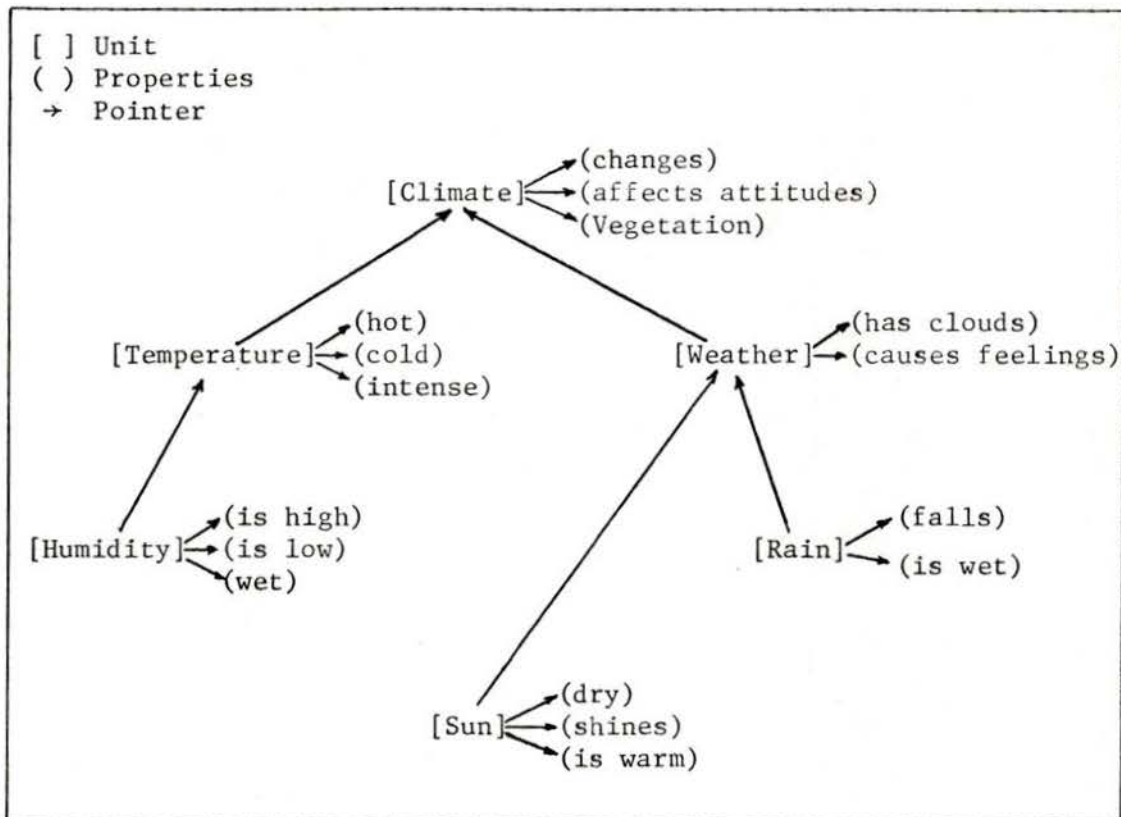 [ ] Unit
( ) Properties
→ Pointer
(changes)
[Climate] (affects attitudes)
(Vegetation)
(hot)
[Temperature] (cold)
(intense)
(has clouds)
[Weather] (causes feelings)
(is high)
[Humidity] (is low)
(wet)
(falls)
[Rain]
(is wet)
(dry)
[Sun] (shines)
(is warm)